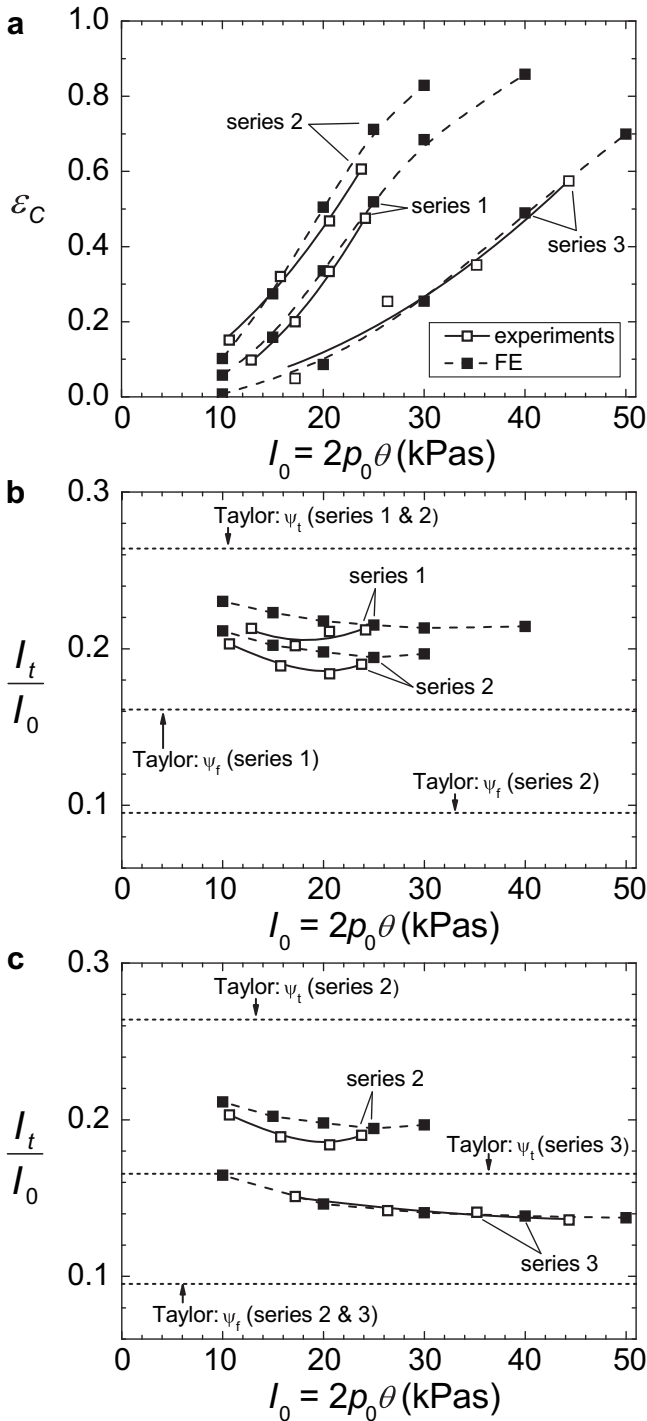 a
1.0
0.8
0.6
0.4
0.2
0.0
ε_C
series 2
series 1
series 3
experiments
FE
0 10 20 30 40 50
I_0 = 2p_0θ (kPas)
b
0.3
0.2
0.1
I_t
I_0
Taylor: ψ_t (series 1 & 2)
series 1
series 2
Taylor: ψ_f (series 1)
Taylor: ψ_f (series 2)
0 10 20 30 40 50
I_0 = 2p_0θ (kPas)
c
0.3
0.2
0.1
I_t
I_0
Taylor: ψ_t (series 2)
series 2
Taylor: ψ_t (series 3)
series 3
Taylor: ψ_f (series 2 & 3)
0 10 20 30 40 50
I_0 = 2p_0θ (kPas)